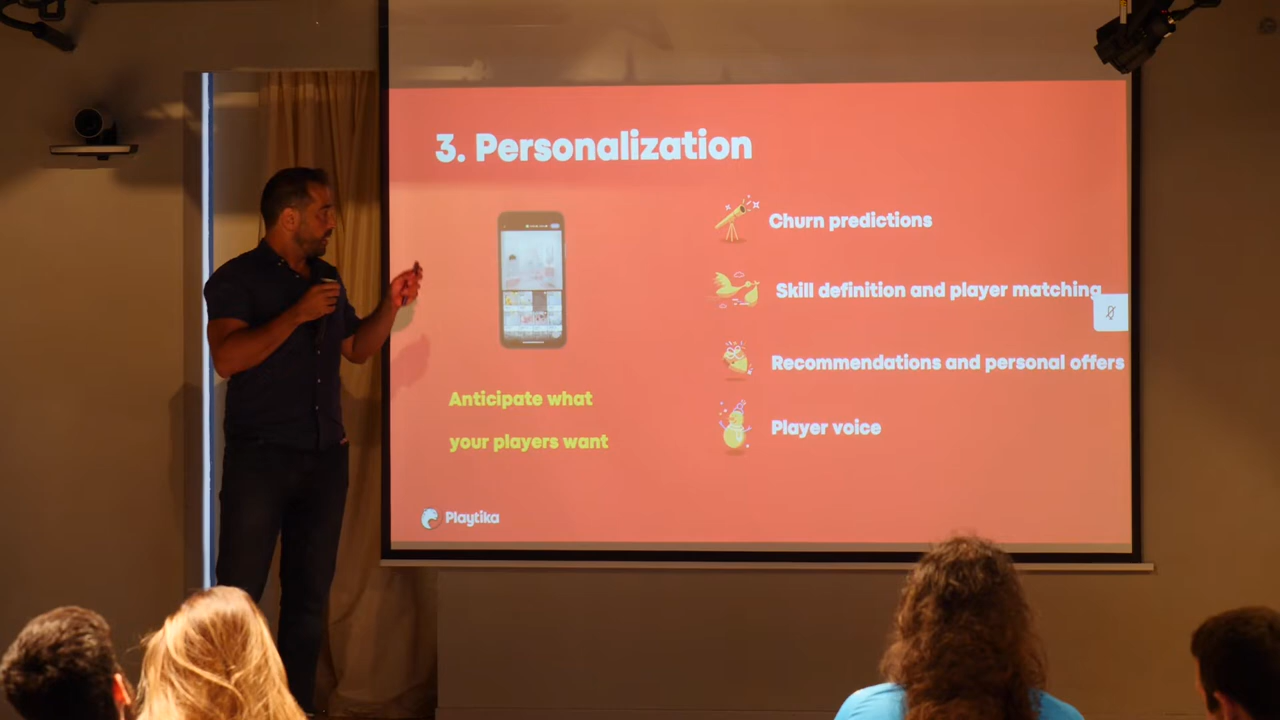 3. Personalization
Churn predictions
Skill definition and player matching
Recommendations and personal offers
Player voice
Anticipate what
your players want
Playtika